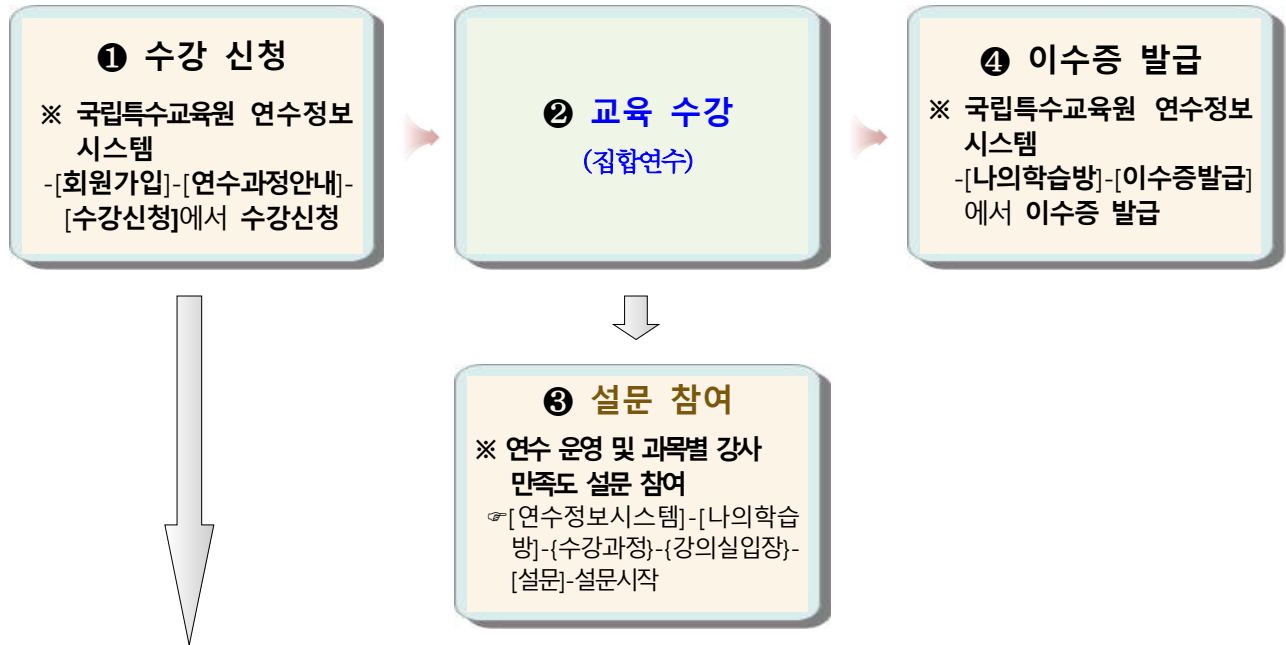 ❶ 수강 신청
※ 국립특수교육원 연수정보
시스템
-[회원가입]-[연수과정안내]-
[수강신청]에서 수강신청
❷ 교육 수강
(집합연수)
❸ 설문 참여
※ 연수 운영 및 과목별 강사
만족도 설문 참여
☞[연수정보시스템]-[나의학습
방]-{수강과정}-{강의실입장}-
[설문]-설문시작
❹ 이수증 발급
※ 국립특수교육원 연수정보
시스템
-[나의학습방]-[이수증발급]
에서 이수증 발급